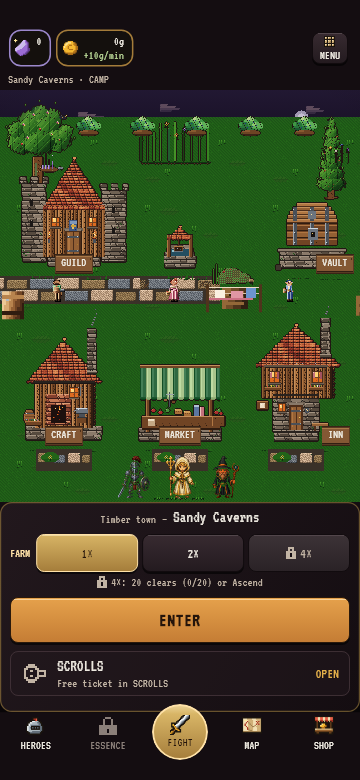 0
0g
+10g/min
MENU
Sandy Caverns · CAMP
GUILD
VAULT
CRAFT
MARKET
INN
Timber town – Sandy Caverns
FARM
1X
2X
4X
4X: 20 clears (0/20) or Ascend
ENTER
SCROLLS
Free ticket in SCROLLS
OPEN
HEROES
ESSENCE
FIGHT
MAP
SHOP